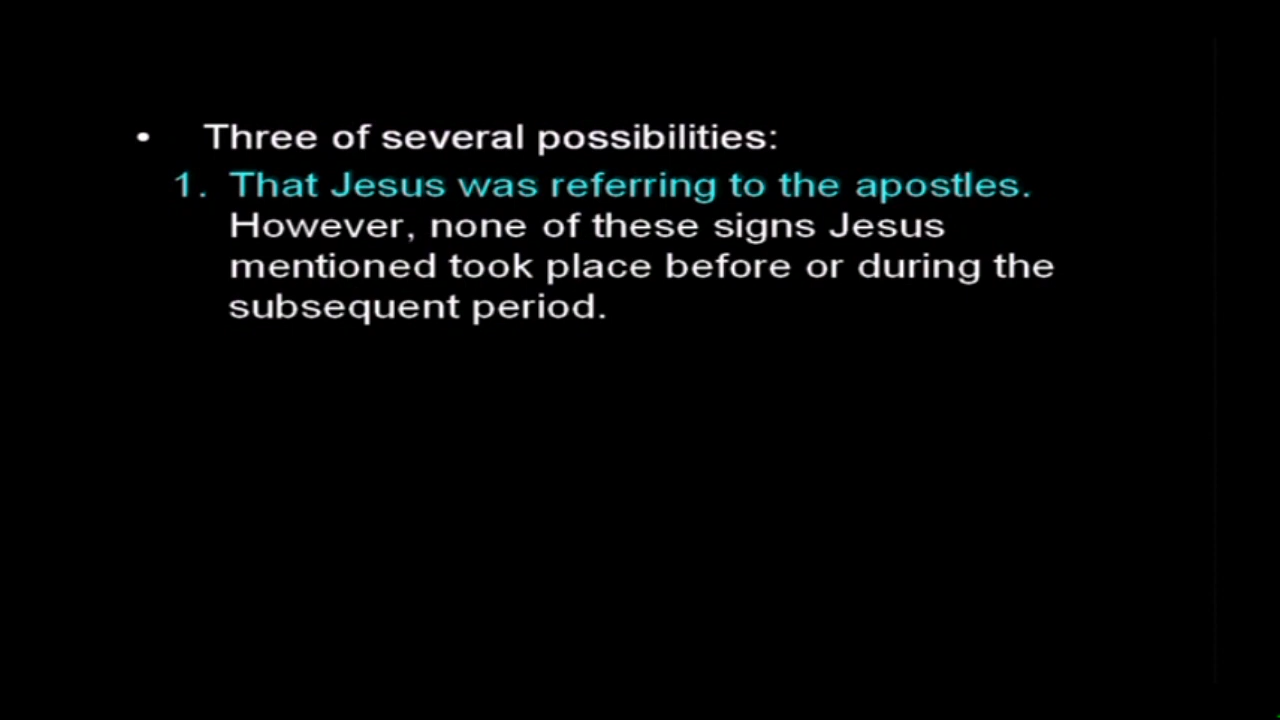 • Three of several possibilities:
1. That Jesus was referring to the apostles.
However, none of these signs Jesus
mentioned took place before or during the
subsequent period.